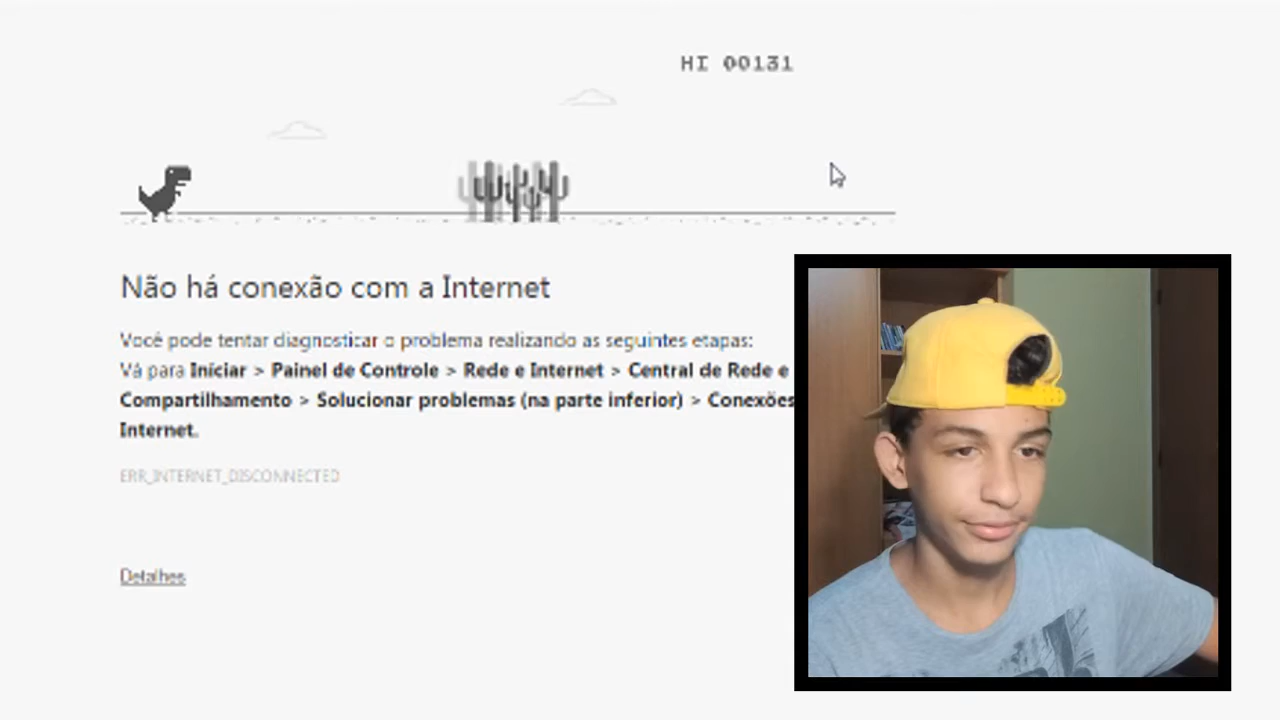 HI 00131
Não há conexão com a Internet
Você pode tentar diagnosticar o problema realizando as seguintes etapas:
Vá para Iniciar > Painel de Controle > Rede e Internet > Central de Rede e
Compartilhamento > Solucionar problemas (na parte inferior) > Conexões
Internet.
ERR_INTERNET_DISCONNECTED
Detalhes